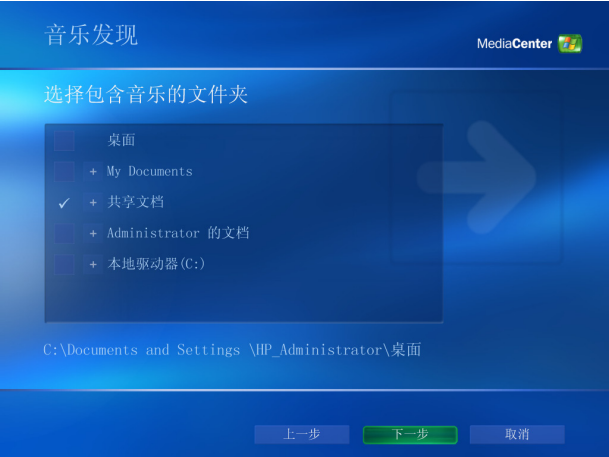 音乐发现
MediaCenter
选择包含音乐的文件夹
桌面
+ My Documents
✓ + 共享文档
+ Administrator 的文档
+ 本地驱动器(C:)
C:\Documents and Settings \HP_Administrator\桌面
上一步 下一步 取消